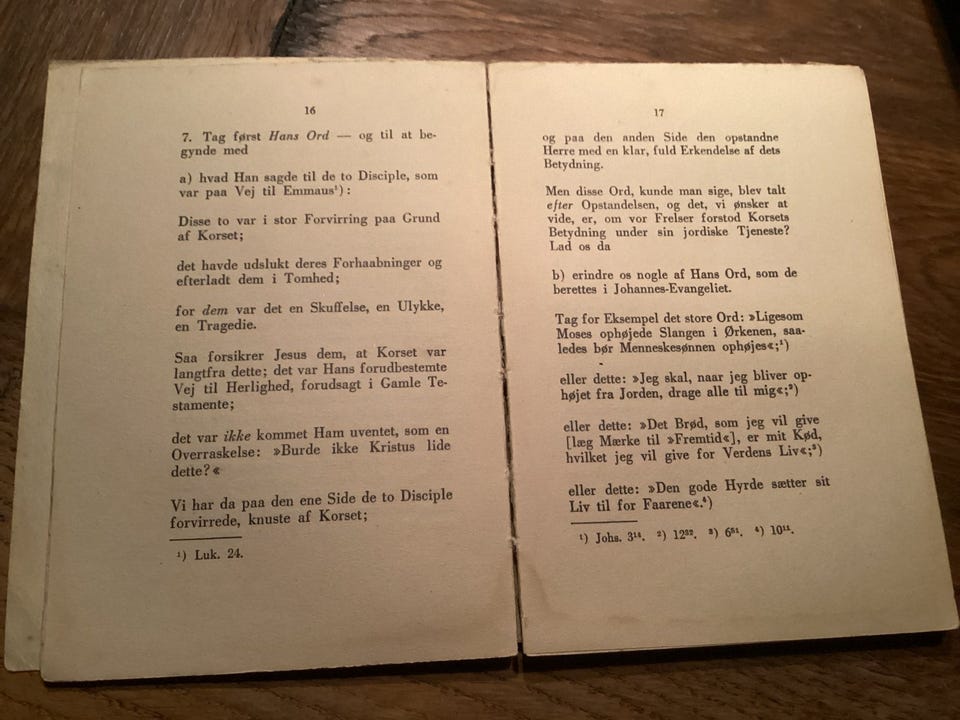 16
7. Tag først Hans Ord — og til at be-
gynde med
a) hvad Han sagde til de to Disciple, som
var paa Vej til Emmaus¹):
Disse to var i stor Forvirring paa Grund
af Korset;
det havde udslukt deres Forhaabninger og
efterladt dem i Tomhed;
for dem var det en Skuffelse, en Ulykke,
en Tragedie.
Saa forsikrer Jesus dem, at Korset var
langtfra dette; det var Hans forudbestemte
Vej til Herlighed, forudsagt i Gamle Te-
stamente;
det var ikke kommet Ham uventet, som en
Overraskelse: »Burde ikke Kristus lide
dette?«
Vi har da paa den ene Side de to Disciple
forvirrede, knuste af Korset;
¹) Luk. 24.
17
og paa den anden Side den opstandne
Herre med en klar, fuld Erkendelse af dets
Betydning.
Men disse Ord, kunde man sige, blev talt
efter Opstandelsen, og det, vi ønsker at
vide, er, om vor Frelser forstod Korsets
Betydning under sin jordiske Tjeneste?
Lad os da
b) erindre os nogle af Hans Ord, som de
berettes i Johannes-Evangeliet.
Tag for Eksempel det store Ord: »Ligesom
Moses ophøjede Slangen i Ørkenen, saa-
ledes bør Menneskesønnen ophøjes«;¹)
eller dette: »Jeg skal, naar jeg bliver op-
højet fra Jorden, drage alle til mig«;²)
eller dette: »Det Brød, som jeg vil give
[læg Mærke til »Fremtid«], er mit Kød,
hvilket jeg vil give for Verdens Liv«;³)
eller dette: »Den gode Hyrde sætter sit
Liv til for Faarene«.⁴)
¹) Johs. 3¹⁴. ²) 12³². ³) 6⁵¹. ⁴) 10¹¹.